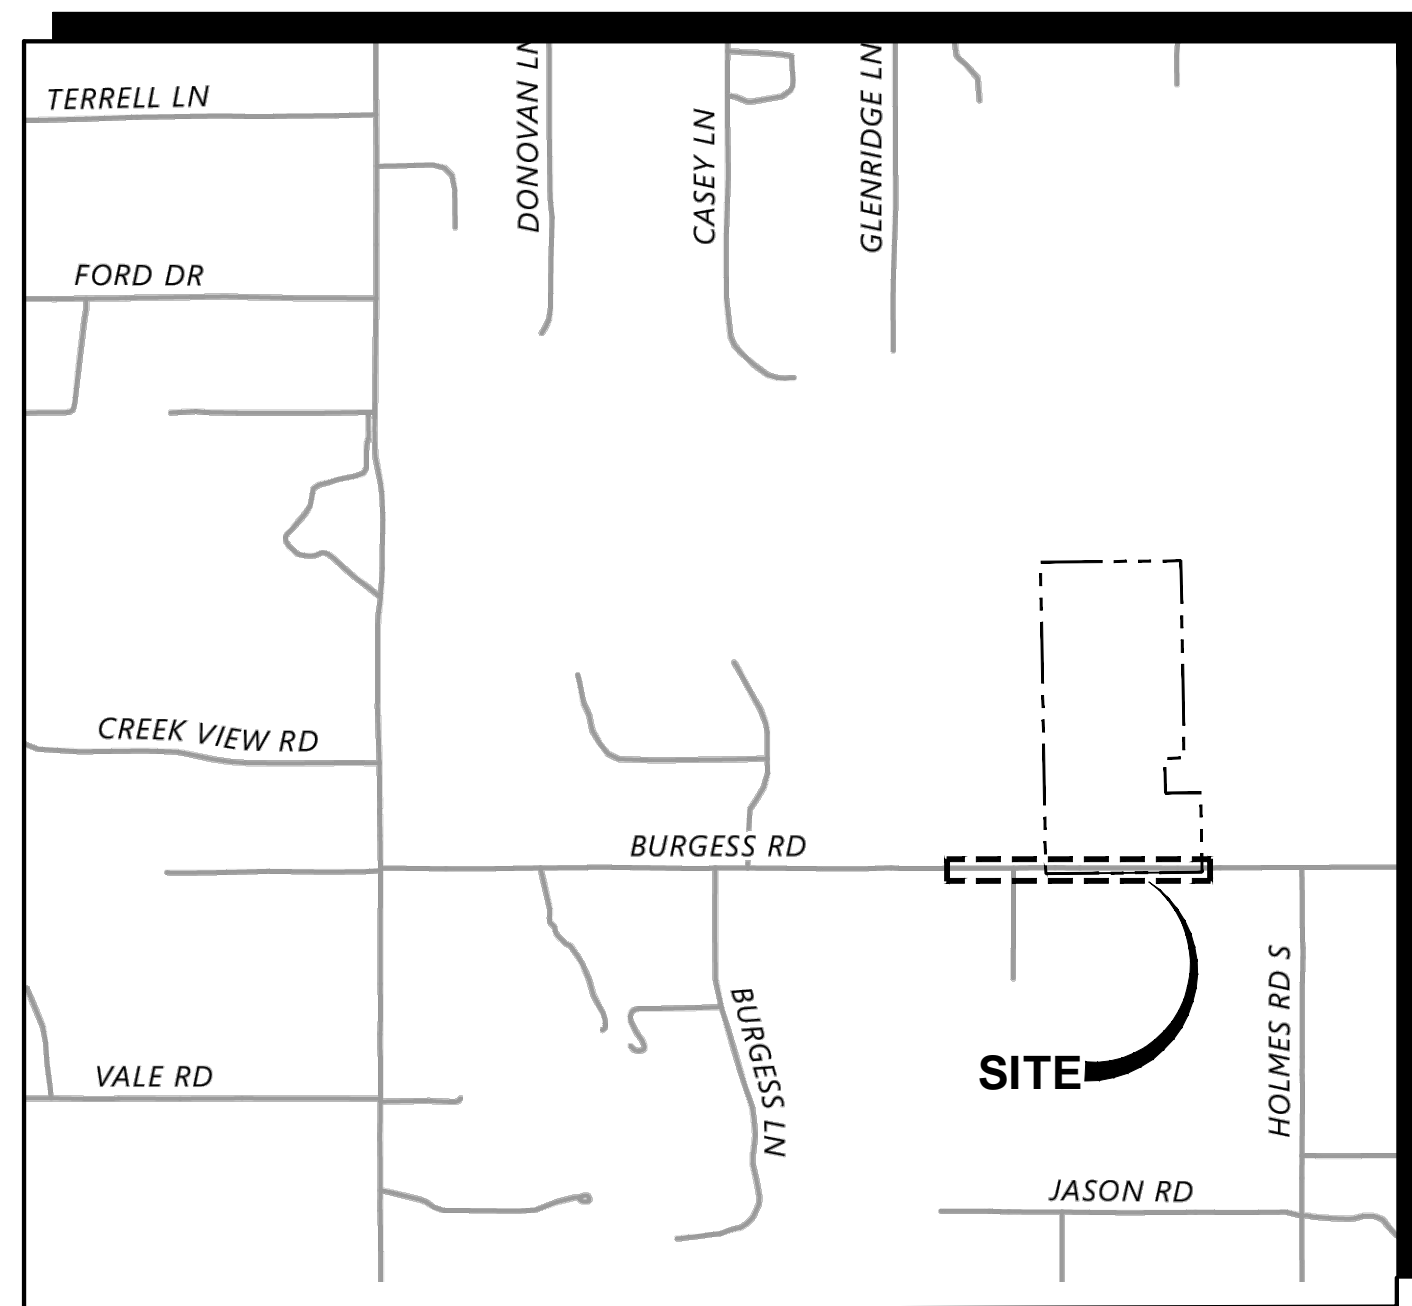 TERRELL LN
DONOVAN LN
CASEY LN
GLENRIDGE LN
FORD DR
CREEK VIEW RD
BURGESS RD
BURGESS LN
HOLMES RD S
SITE
VALE RD
JASON RD